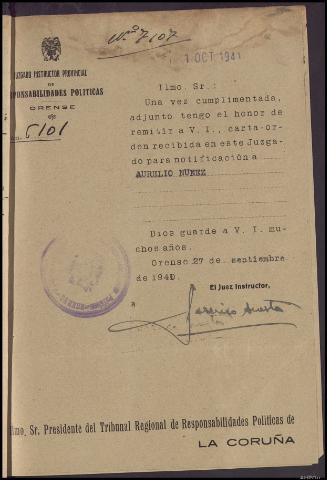 Nº 7107
1 OCT 1941
JUZGADO INSTRUCTOR PROVINCIAL
DE
RESPONSABILIDADES POLITICAS
ORENSE
5101
Ilmo. Sr.:
Una vez cumplimentada,
adjunto tengo el honor de
remitir a V. I., carta-or-
den recibida en este Juzga-
do para notificación a
AURELIO NUÑEZ
Dios guarde a V. I. mu-
chos años.
Orense 27 de septiembre
de 1941
El Juez Instructor,
Ilmo. Sr. Presidente del Tribunal Regional de Responsabilidades Políticas de
LA CORUÑA